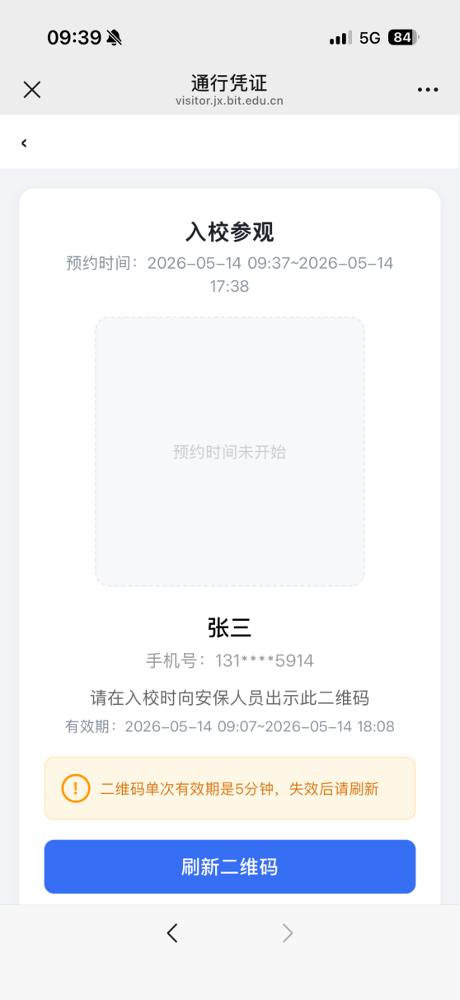 09:39
5G
84
通行凭证
visitor.jx.bit.edu.cn
入校参观
预约时间：2026-05-14 09:37~2026-05-14
17:38
预约时间未开始
张三
手机号：131****5914
请在入校时向安保人员出示此二维码
有效期：2026-05-14 09:07~2026-05-14 18:08
二维码单次有效期是5分钟，失效后请刷新
刷新二维码